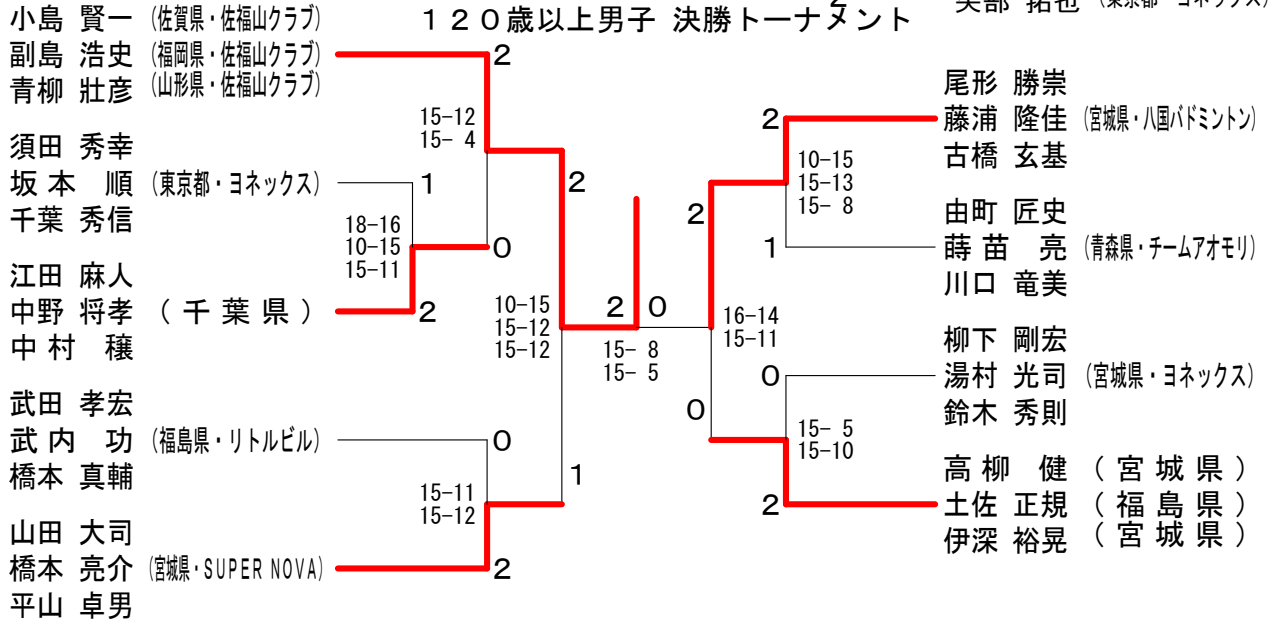 １２０歳以上男子 決勝トーナメント
小島 賢一 (佐賀県・佐福山クラブ)
副島 浩史 (福岡県・佐福山クラブ)
青柳 壯彦 (山形県・佐福山クラブ)
2
15-12
15- 4
須田 秀幸
坂本 順 (東京都・ヨネックス)
千葉 秀信
1
18-16
10-15
15-11
0
江田 麻人
中野 将孝 (千葉県)
中村 穣
2
2
10-15
15-12
15-12
武田 孝宏
武内 功 (福島県・リトルビル)
橋本 真輔
0
15-11
15-12
1
山田 大司
橋本 亮介 (宮城県・SUPER NOVA)
平山 卓男
2
2 0
15- 8
15- 5
(東京都・ヨネックス)
尾形 勝崇
藤浦 隆佳 (宮城県・八国バドミントン)
古橋 玄基
2
10-15
15-13
15- 8
2
由町 匠史
蒔苗 亮 (青森県・チームアオモリ)
川口 竜美
1
16-14
15-11
柳下 剛宏
湯村 光司 (宮城県・ヨネックス)
鈴木 秀則
0
0
15- 5
15-10
高柳 健 (宮城県)
土佐 正規 (福島県)
伊深 裕晃 (宮城県)
2